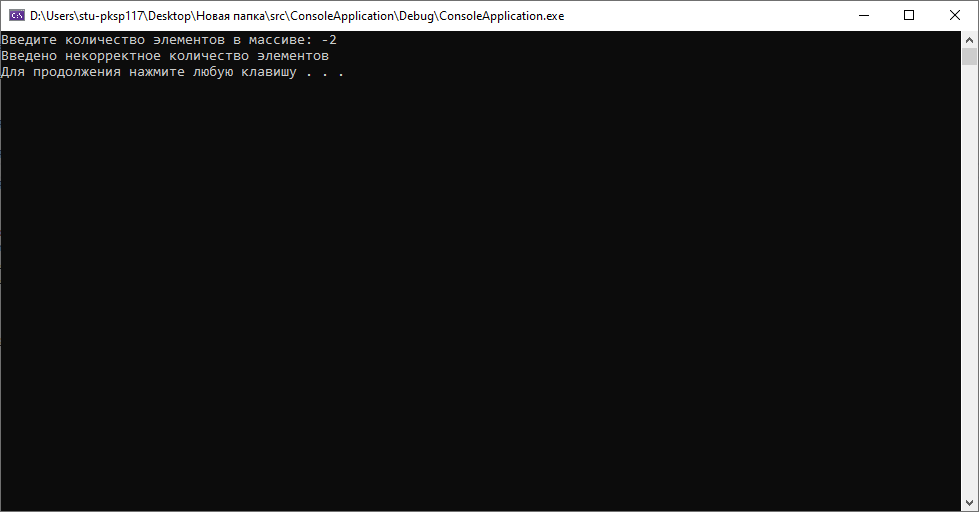 D:\Users\stu-pksp117\Desktop\Новая папка\src\ConsoleApplication\Debug\ConsoleApplication.exe
Введите количество элементов в массиве: -2
Введено некорректное количество элементов
Для продолжения нажмите любую клавишу . . .